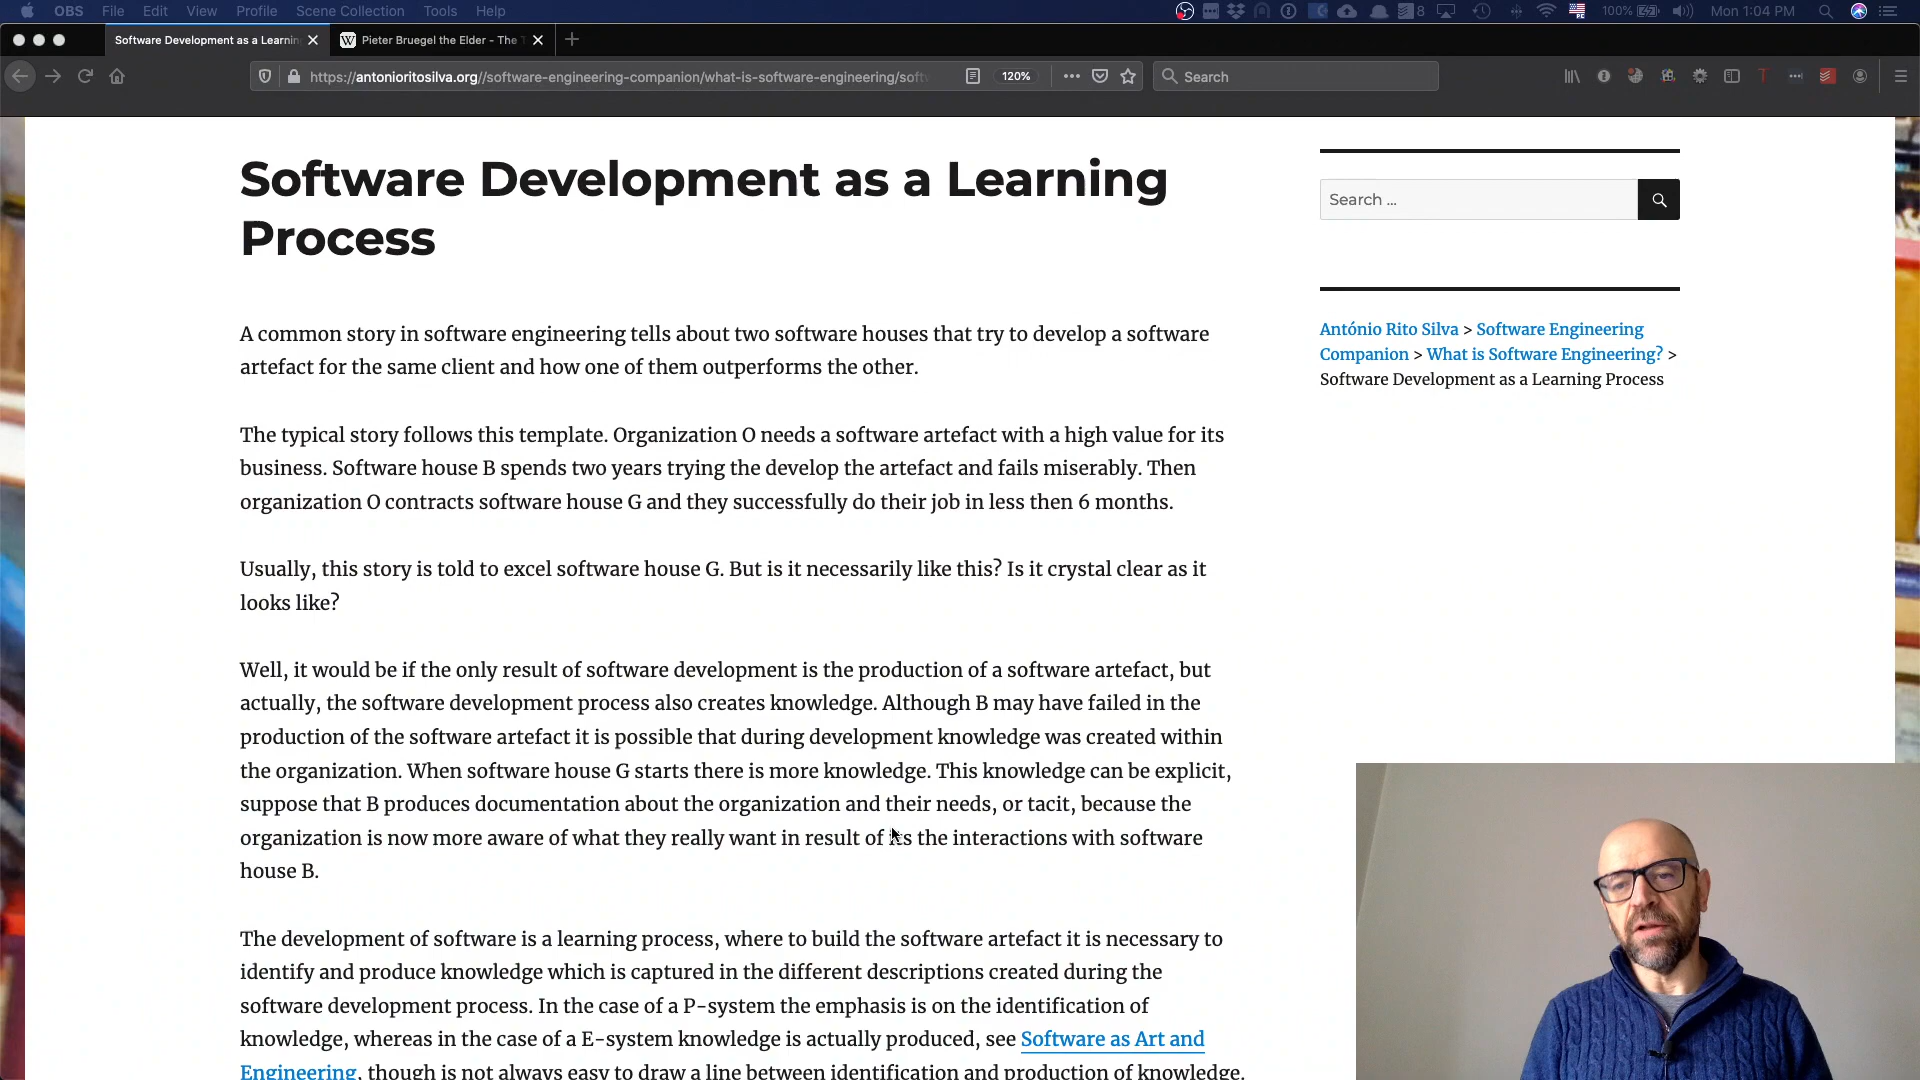 OBS File Edit View Profile Scene Collection Tools Help 8 100% Mon 1:04 PM
Software Development as a Learnin Pieter Bruegel the Elder - The T
https://antonioritosilva.org//software-engineering-companion/what-is-software-engineering/softw 120% Search
Software Development as a Learning
Process
Search ...
A common story in software engineering tells about two software houses that try to develop a software
artefact for the same client and how one of them outperforms the other.
António Rito Silva > Software Engineering
Companion > What is Software Engineering? >
Software Development as a Learning Process
The typical story follows this template. Organization O needs a software artefact with a high value for its
business. Software house B spends two years trying the develop the artefact and fails miserably. Then
organization O contracts software house G and they successfully do their job in less then 6 months.
Usually, this story is told to excel software house G. But is it necessarily like this? Is it crystal clear as it
looks like?
Well, it would be if the only result of software development is the production of a software artefact, but
actually, the software development process also creates knowledge. Although B may have failed in the
production of the software artefact it is possible that during development knowledge was created within
the organization. When software house G starts there is more knowledge. This knowledge can be explicit,
suppose that B produces documentation about the organization and their needs, or tacit, because the
organization is now more aware of what they really want in result of its the interactions with software
house B.
The development of software is a learning process, where to build the software artefact it is necessary to
identify and produce knowledge which is captured in the different descriptions created during the
software development process. In the case of a P-system the emphasis is on the identification of
knowledge, whereas in the case of a E-system knowledge is actually produced, see Software as Art and
Engineering, though is not always easy to draw a line between identification and production of knowledge.